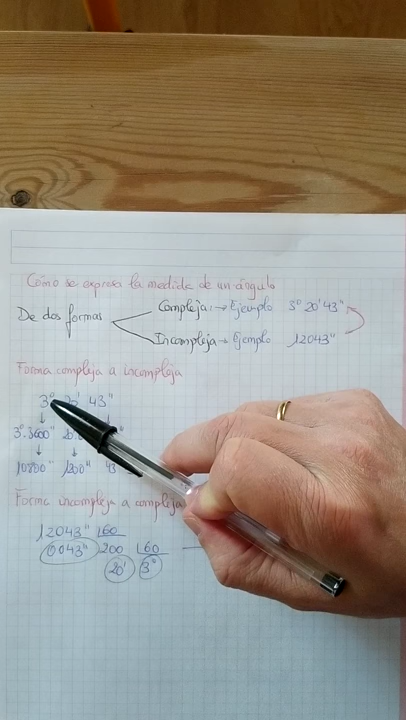 Cómo se expresa la medida de un ángulo
De dos formas
Compleja → Ejemplo 3° 20' 43"
Incompleja → Ejemplo 12043"
Forma compleja a incompleja
3° 20' 43"
3°·3600"
10800" 1200" 43
Forma incompleja a compleja
12043" 60
0043" 200 60
20' 3°